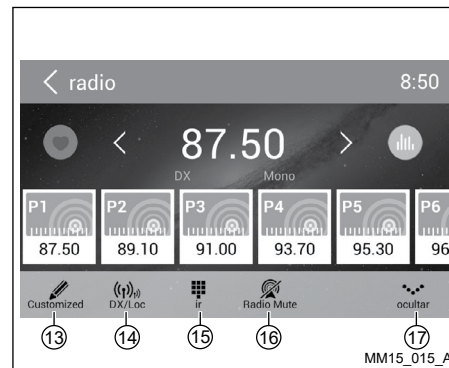 radio 8:50
87.50
DX Mono
P1 P2 P3 P4 P5 P6
87.50 89.10 91.00 93.70 95.30 96
Customized DX/Loc ir Radio Mute ocultar
13 14 15 16 17
MM15_015_A